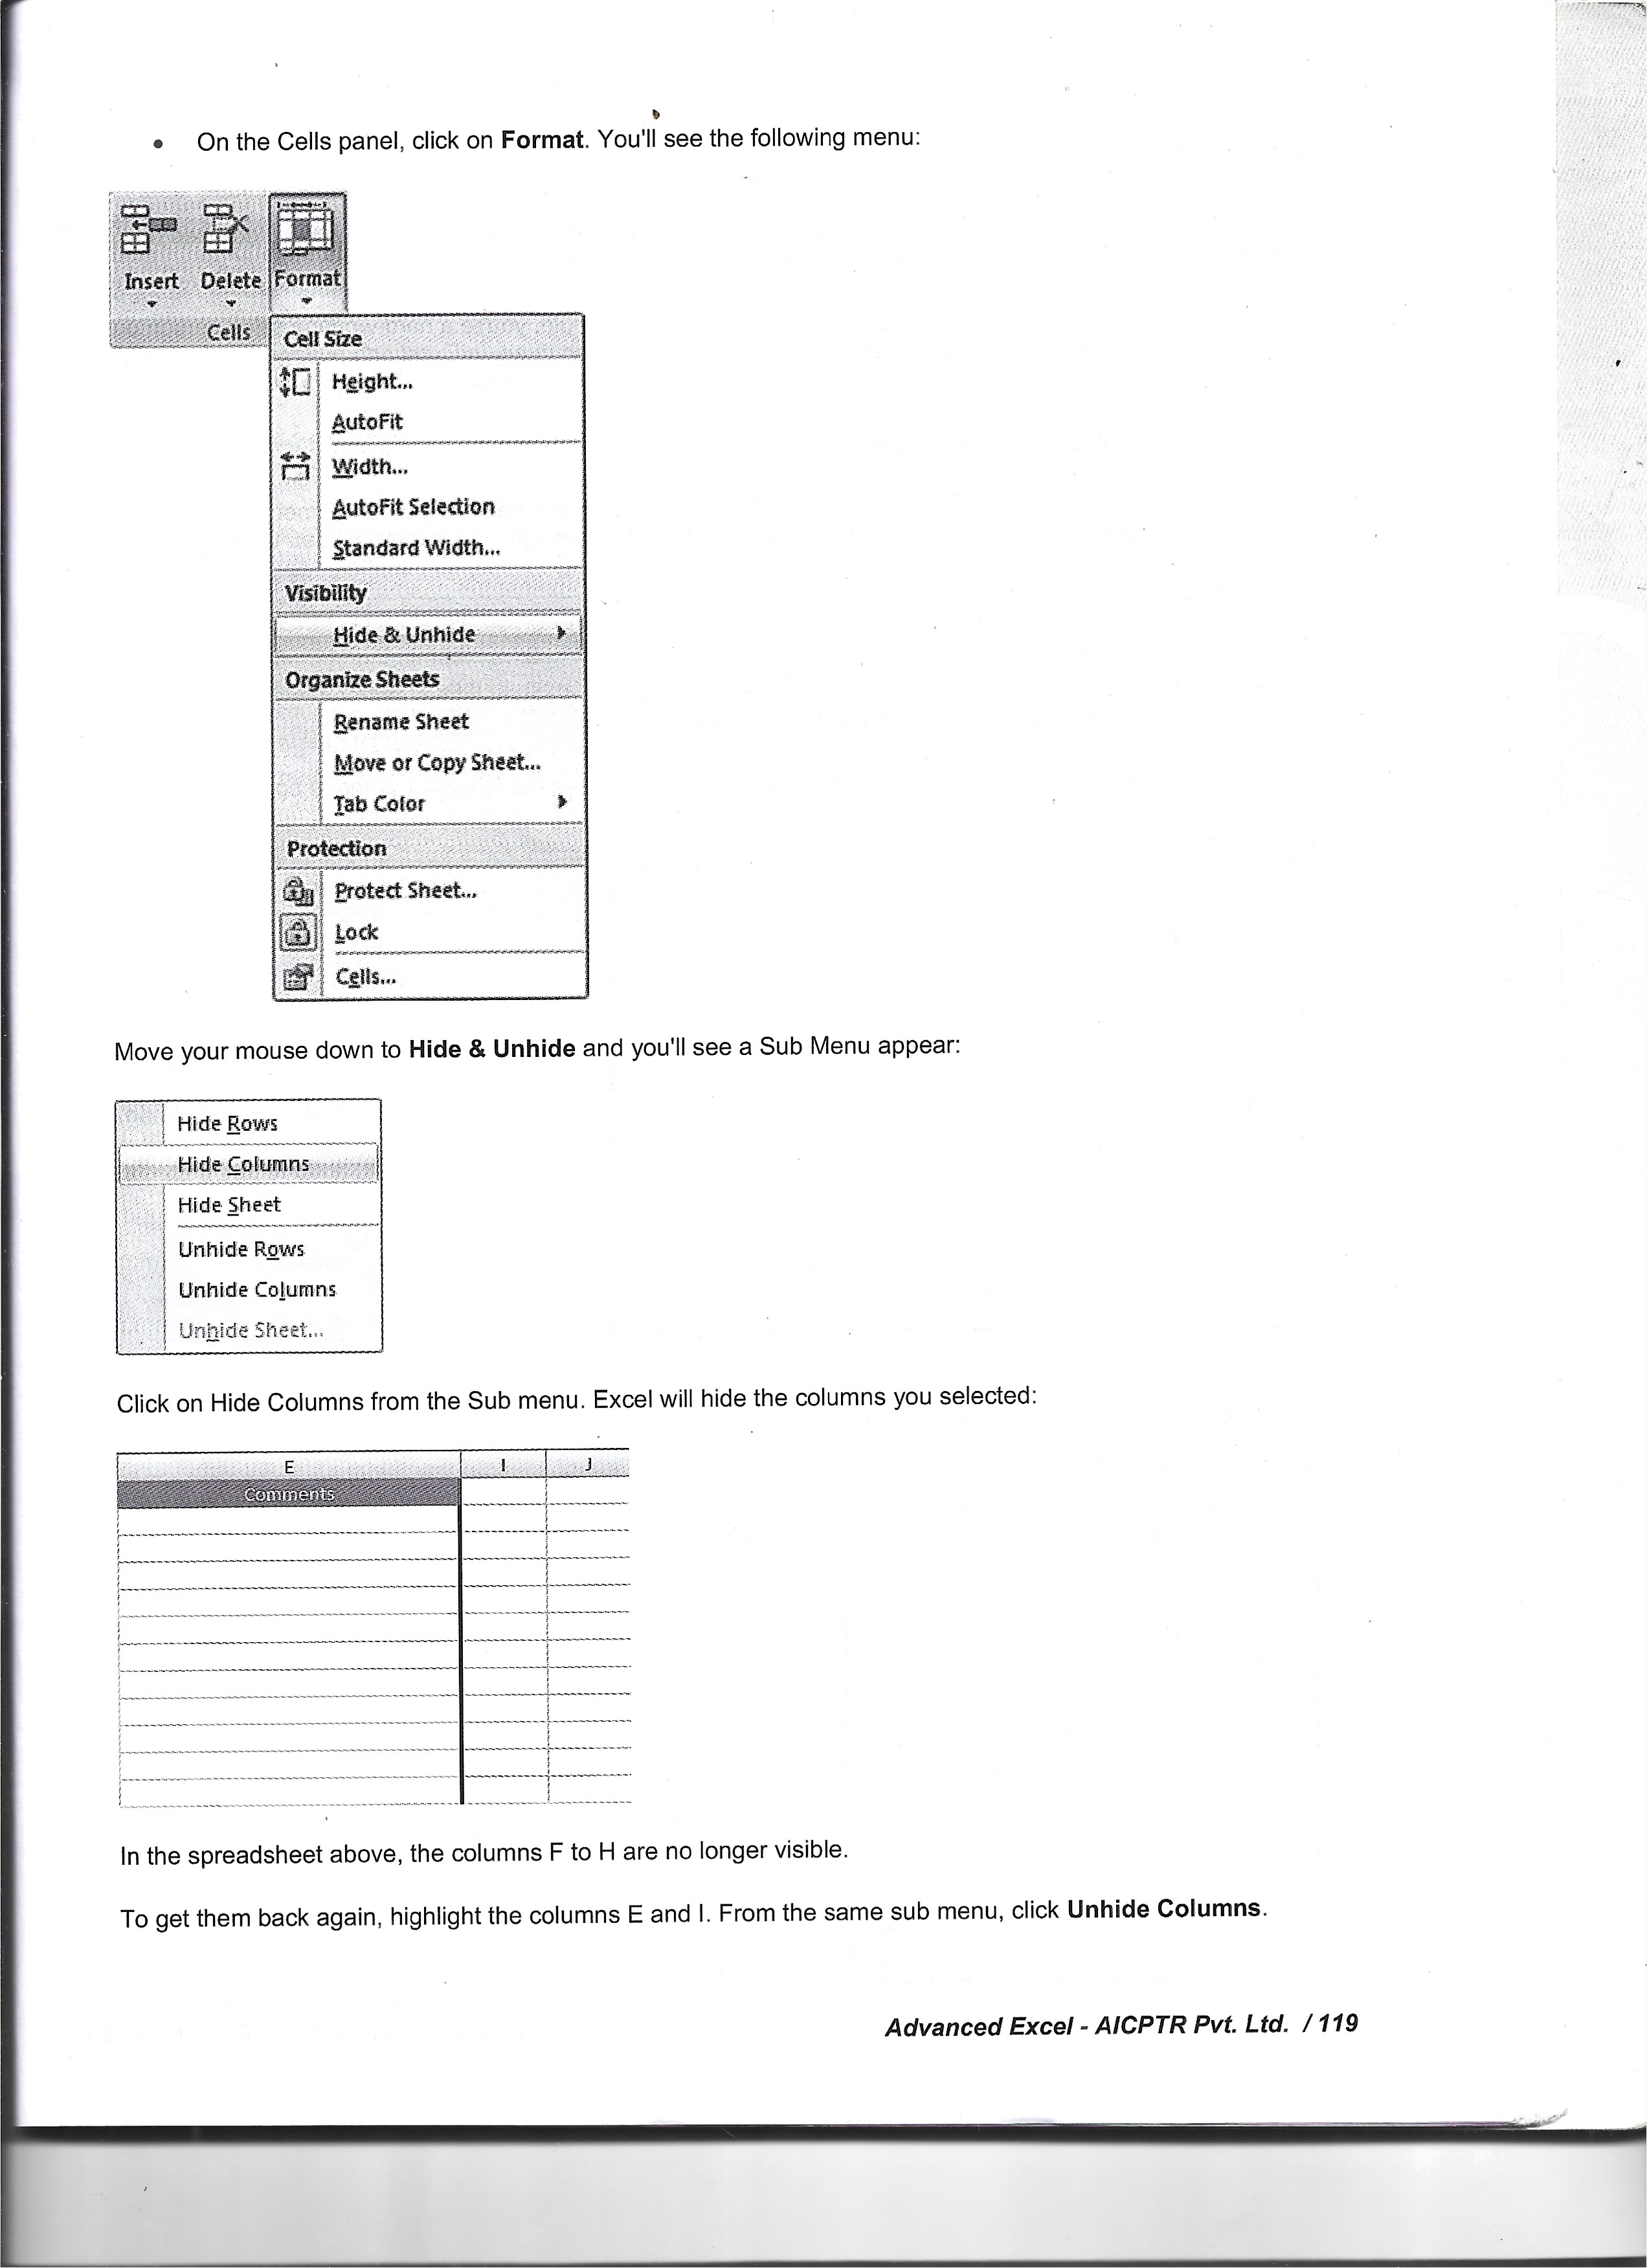 • On the Cells panel, click on Format. You'll see the following menu:
Insert Delete Format
Cells
Cell Size
Height...
AutoFit
Width...
AutoFit Selection
Standard Width...
Visibility
Hide & Unhide
Organize Sheets
Rename Sheet
Move or Copy Sheet...
Tab Color
Protection
Protect Sheet...
Lock
Cells...
Move your mouse down to Hide & Unhide and you'll see a Sub Menu appear:
Hide Rows
Hide Columns
Hide Sheet
Unhide Rows
Unhide Columns
Unhide Sheet...
Click on Hide Columns from the Sub menu. Excel will hide the columns you selected:
E I J
Comments
In the spreadsheet above, the columns F to H are no longer visible.
To get them back again, highlight the columns E and I. From the same sub menu, click Unhide Columns.
Advanced Excel - AICPTR Pvt. Ltd. / 119